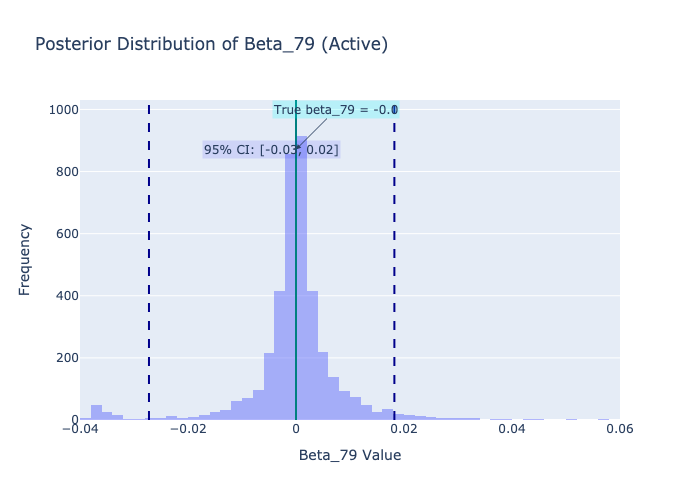 Posterior Distribution of Beta_79 (Active)
True beta_79 = -0.0
95% CI: [-0.03, 0.02]
1000
800
600
400
200
0
Frequency
−0.04
−0.02
0
0.02
0.04
0.06
Beta_79 Value